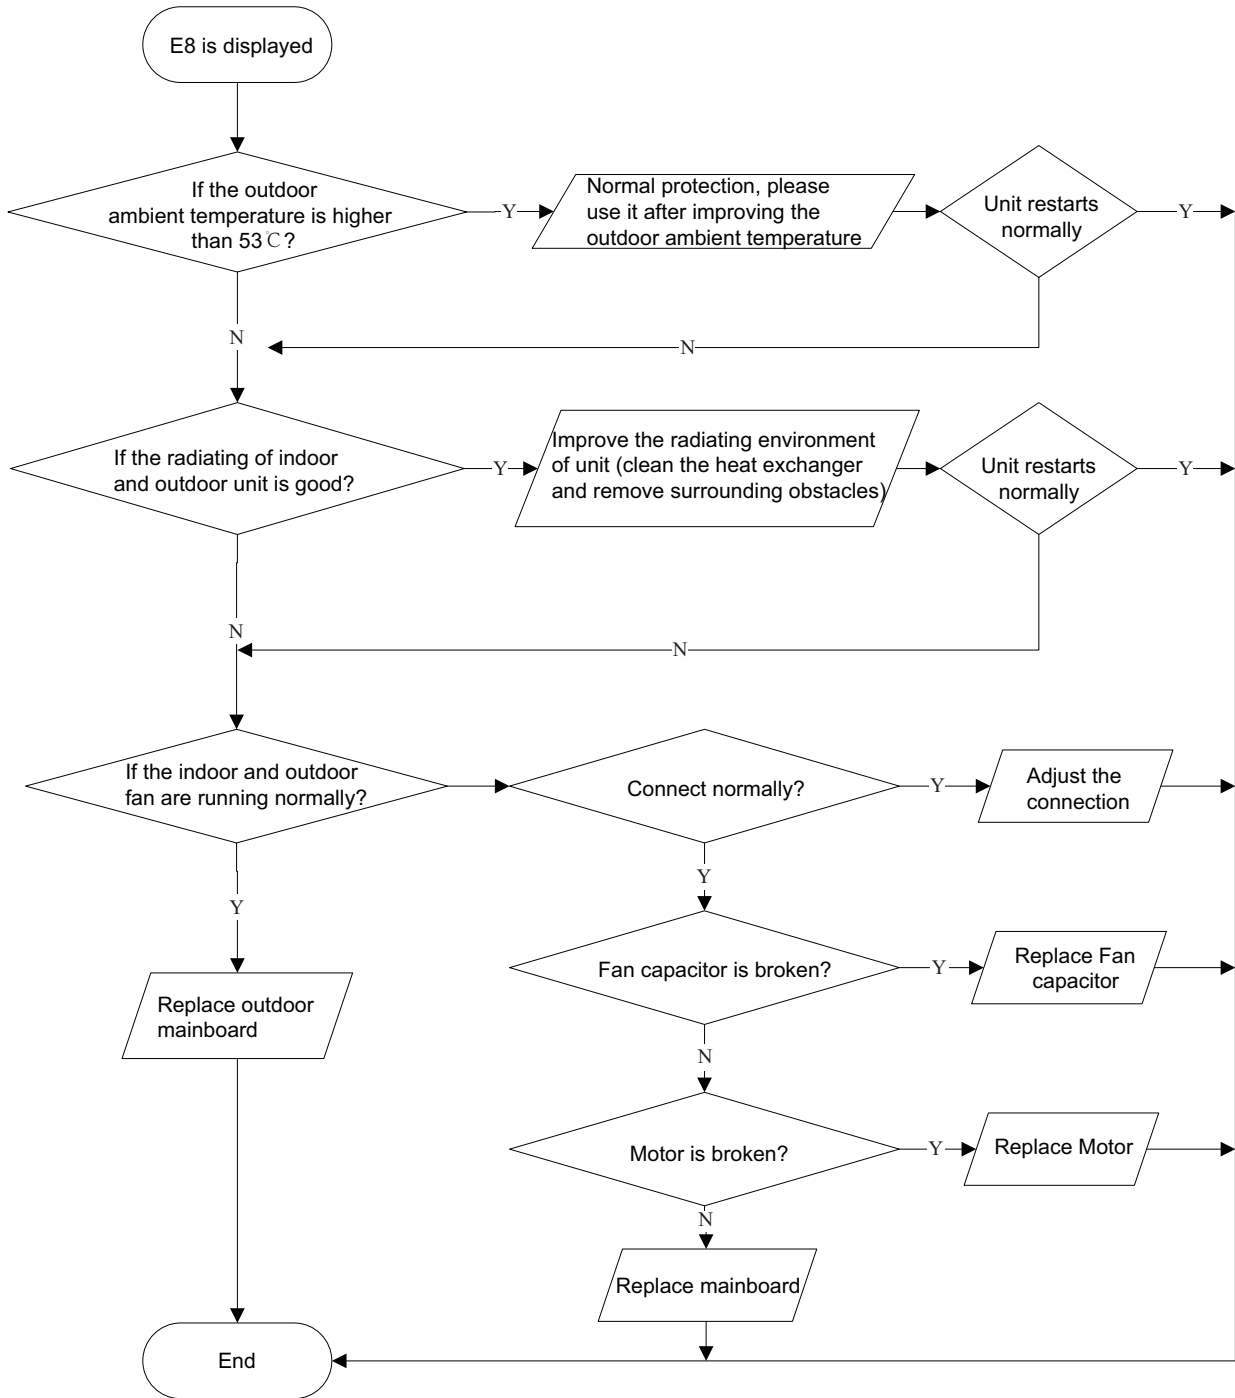 E8 is displayed
If the outdoor
ambient temperature is higher
than 53℃?
Y
Normal protection, please
use it after improving the
outdoor ambient temperature
Unit restarts
normally
Y
N
N
If the radiating of indoor
and outdoor unit is good?
Y
Improve the radiating environment
of unit (clean the heat exchanger
and remove surrounding obstacles)
Unit restarts
normally
Y
N
N
If the indoor and outdoor
fan are running normally?
Connect normally?
Y
Adjust the
connection
Y
Y
Fan capacitor is broken?
Y
Replace Fan
capacitor
Replace outdoor
mainboard
N
Motor is broken?
Y
Replace Motor
N
Replace mainboard
End